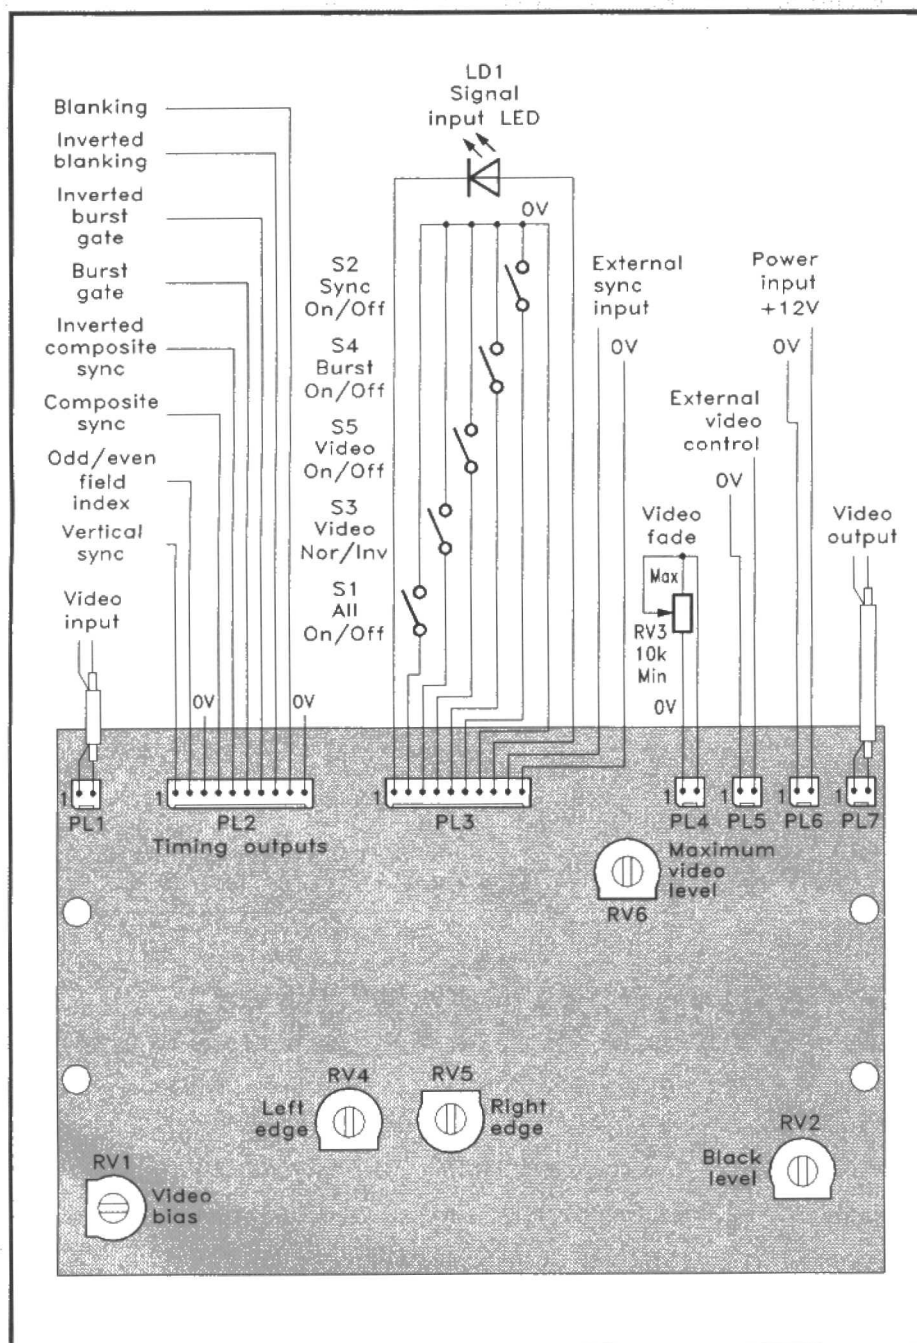 LD1
Signal
input LED
Blanking
Inverted
blanking
Inverted
burst
gate
Burst
gate
Inverted
composite
sync
Composite
sync
Odd/even
field
index
Vertical
sync
Video
input
0V
0V
0V
S2
Sync
On/Off
S4
Burst
On/Off
S5
Video
On/Off
S3
Video
Nor/Inv
S1
All
On/Off
External
sync
input
0V
Power
input
+12V
0V
External
video
control
0V
Video
fade
Max
RV3
10k
Min
0V
Video
output
1
PL1
1
PL2
Timing outputs
1
PL3
1
PL4
1
PL5
1
PL6
1
PL7
Maximum
video
level
RV6
RV4
Left
edge
RV5
Right
edge
RV1
Video
bias
RV2
Black
level